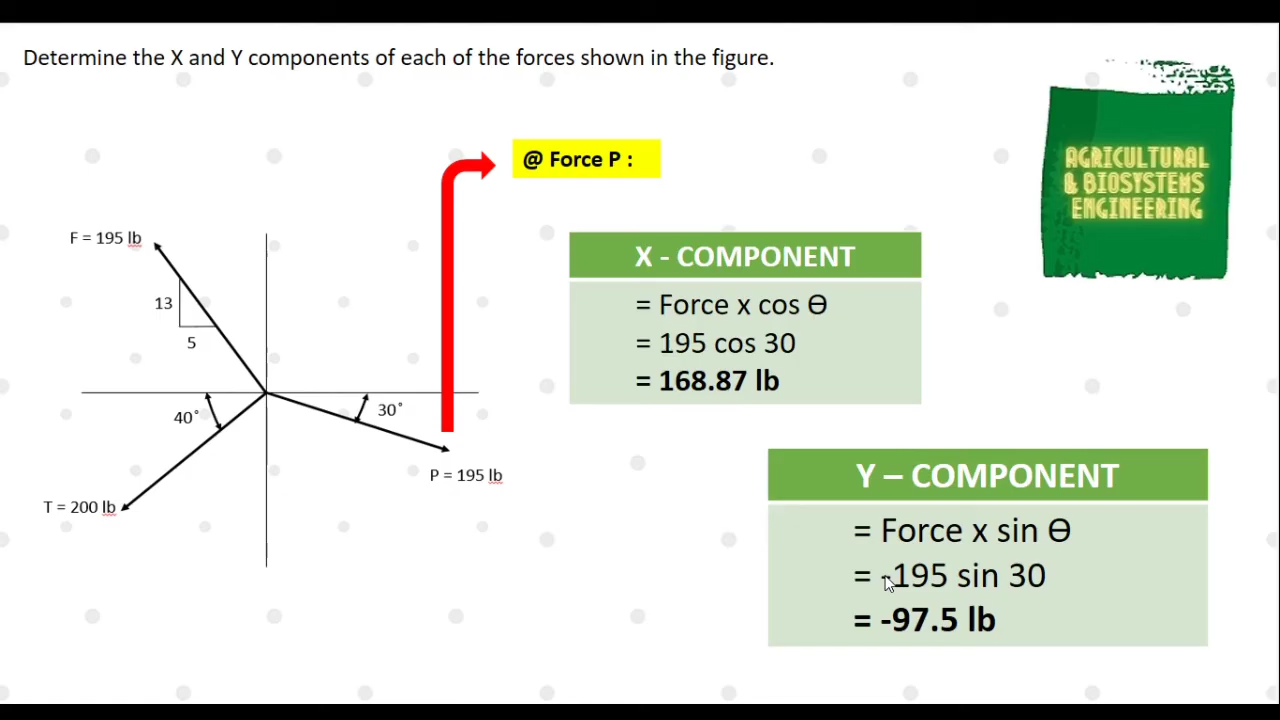 Determine the X and Y components of each of the forces shown in the figure.
AGRICULTURAL
& BIOSYSTEMS
ENGINEERING
@ Force P :
F = 195 lb
13
5
40°
30°
P = 195 lb
T = 200 lb
X - COMPONENT
= Force x cos Ɵ
= 195 cos 30
= 168.87 lb
Y – COMPONENT
= Force x sin Ɵ
= -195 sin 30
= -97.5 lb